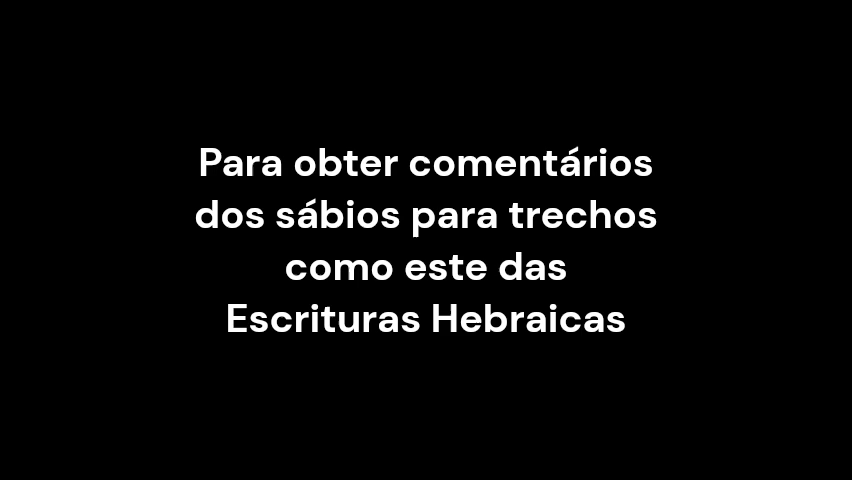 Para obter comentários
dos sábios para trechos
como este das
Escrituras Hebraicas